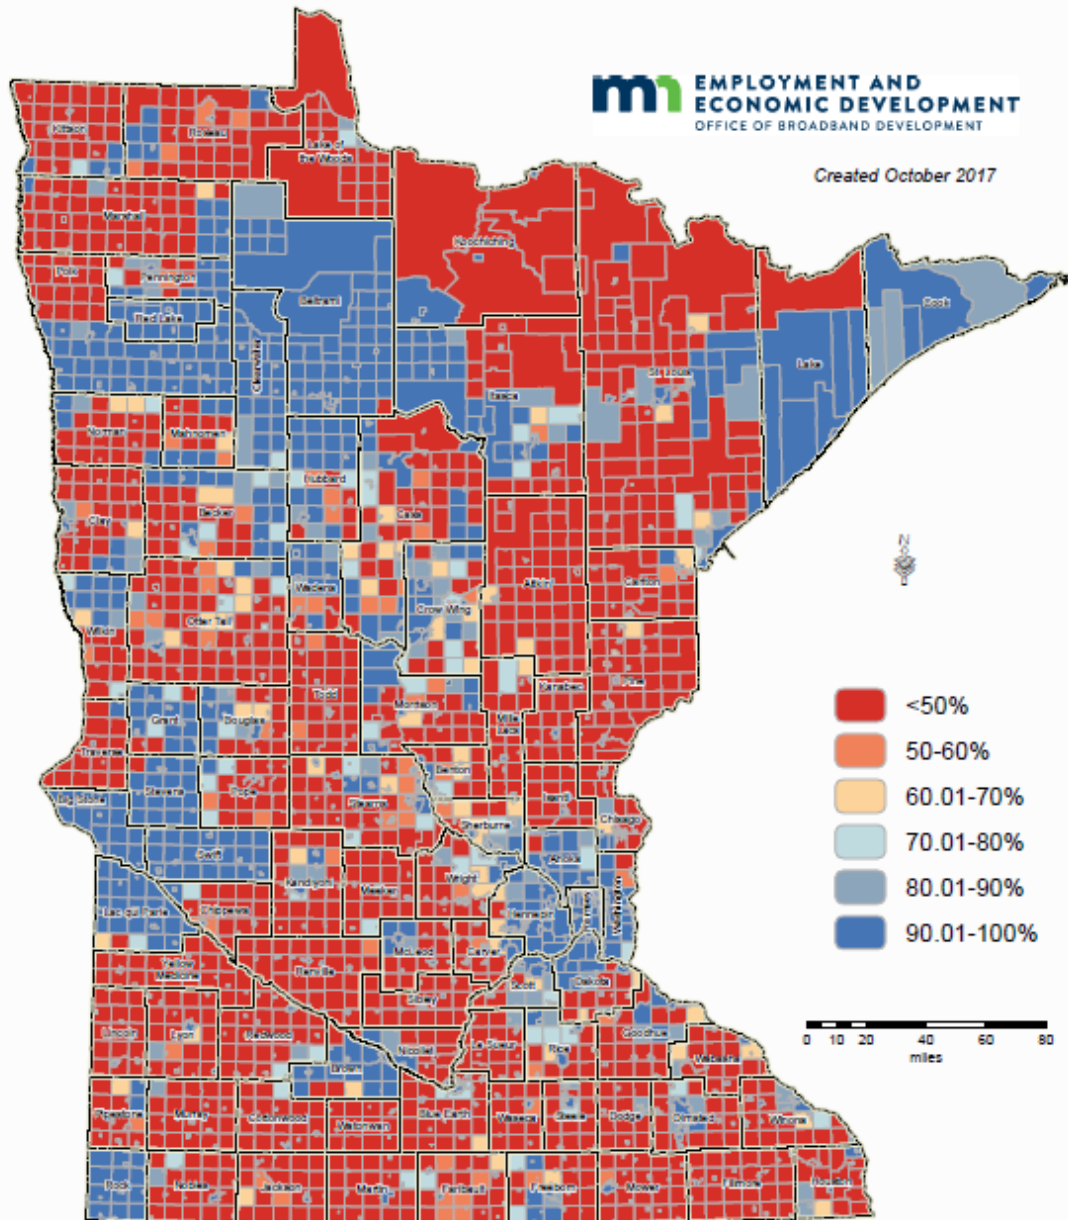 mn EMPLOYMENT AND
ECONOMIC DEVELOPMENT
OFFICE OF BROADBAND DEVELOPMENT
Created October 2017
Kittson
Roseau
Lake of
the Woods
Marshall
Koochiching
Polk
Pennington
Red Lake
Beltrami
Cook
Clearwater
Lake
St. Louis
Itasca
Norman
Mahnomen
Hubbard
Cass
Clay
Becker
N
Aitkin
Carlton
Wadena
Crow Wing
Wilkin
Otter Tail
Todd
Morrison
Kanabec
Pine
Grant
Douglas
Mille
Lacs
Traverse
Benton
Big Stone
Stevens
Pope
Stearns
Isanti
Sherburne
Chisago
Swift
Anoka
Kandiyohi
Meeker
Wright
Hennepin
Washington
Lac qui Parle
Chippewa
McLeod
Carver
Yellow
Medicine
Renville
Scott
Dakota
Sibley
Lincoln
Lyon
Redwood
Nicollet
Le Sueur
Rice
Goodhue
Wabasha
Brown
Pipestone
Murray
Cottonwood
Watonwan
Blue Earth
Waseca
Steele
Dodge
Olmsted
Winona
Rock
Nobles
Jackson
Martin
Faribault
Freeborn
Mower
Fillmore
Houston
<50%
50-60%
60.01-70%
70.01-80%
80.01-90%
90.01-100%
0 10 20 40 60 80
miles